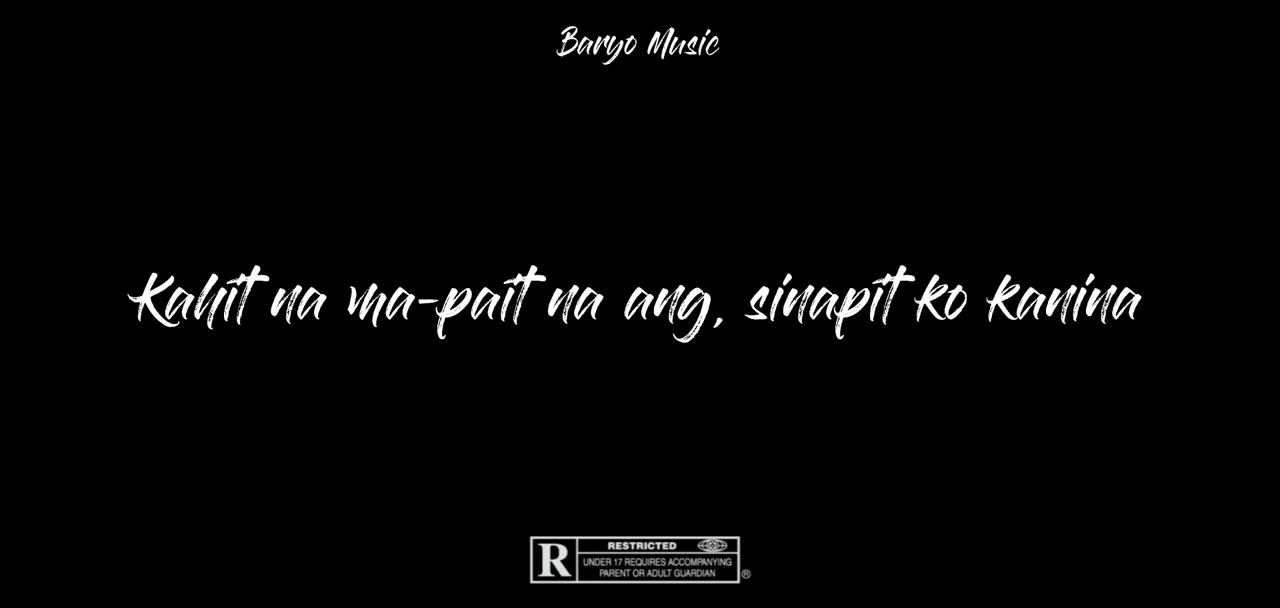 Baryo Music
Kahit na ma-pait na ang, sinapit ko kanina
R RESTRICTED
UNDER 17 REQUIRES ACCOMPANYING
PARENT OR ADULT GUARDIAN ®